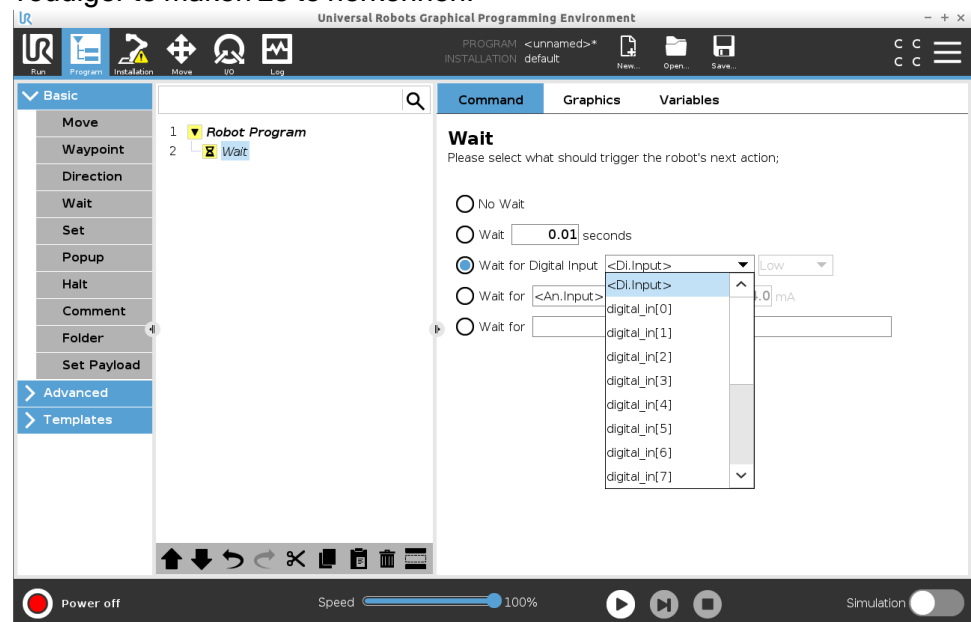 Universal Robots Graphical Programming Environment
UR
PROGRAM <unnamed>*
INSTALLATION default
Run
Program
Installation
Move
I/O
Log
New...
Open...
Save...
C C
C C
Basic
Move
Waypoint
Direction
Wait
Set
Popup
Halt
Comment
Folder
Set Payload
Advanced
Templates
1 Robot Program
2 Wait
Command Graphics Variables
Wait
Please select what should trigger the robot's next action;
No Wait
Wait 0.01 seconds
Wait for Digital Input <Di.Input> Low
Wait for <An.Input> .0 mA
Wait for
<Di.Input>
digital_in[0]
digital_in[1]
digital_in[2]
digital_in[3]
digital_in[4]
digital_in[5]
digital_in[6]
digital_in[7]
Power off
Speed 100%
Simulation